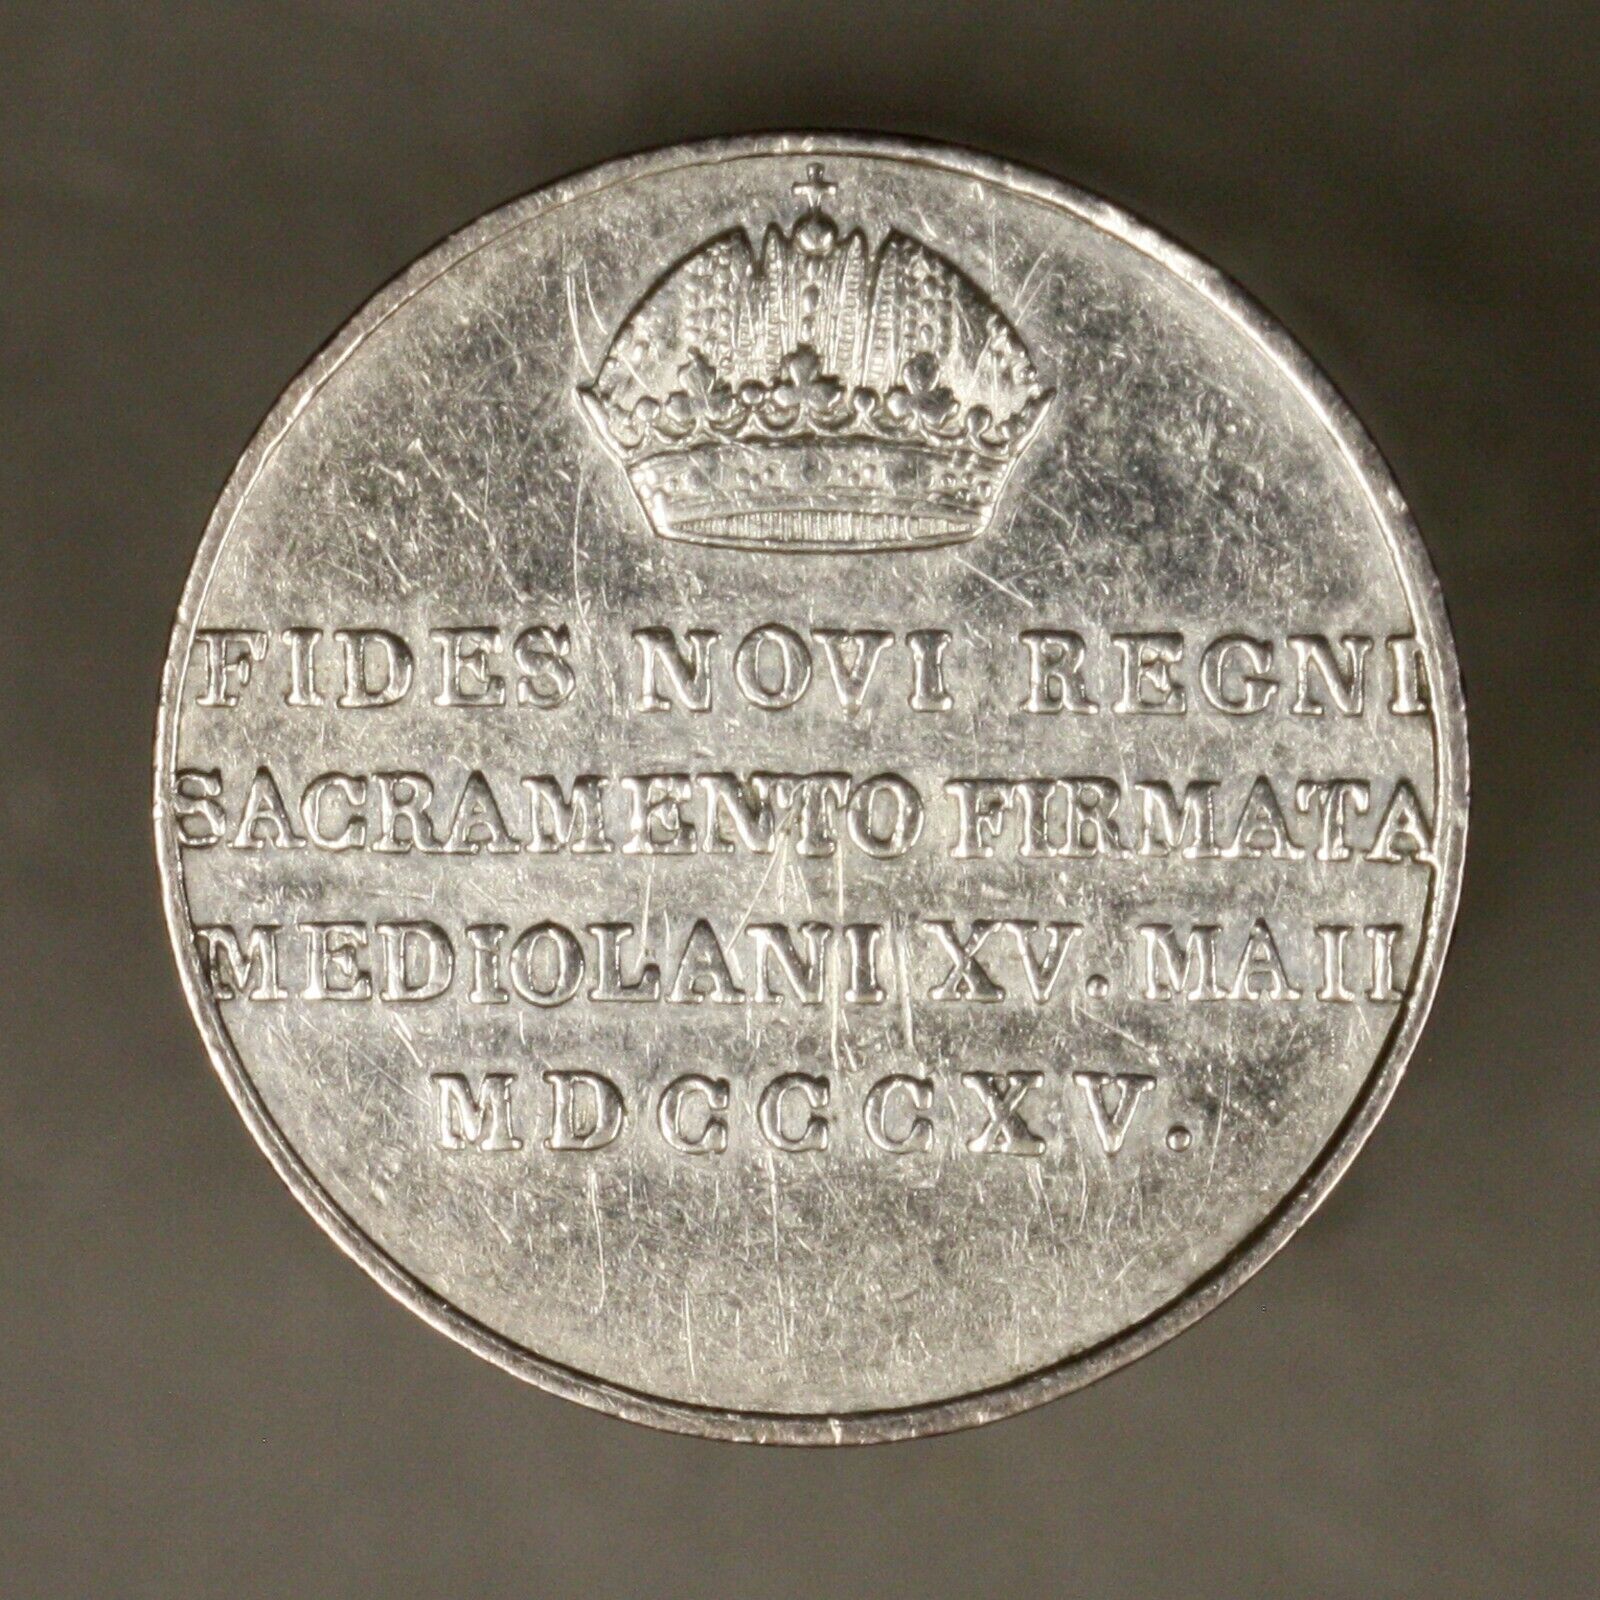 FIDES NOVI REGNI
SACRAMENTO FIRMATA
MEDIOLANI XV. MAII
MDCCCXV.